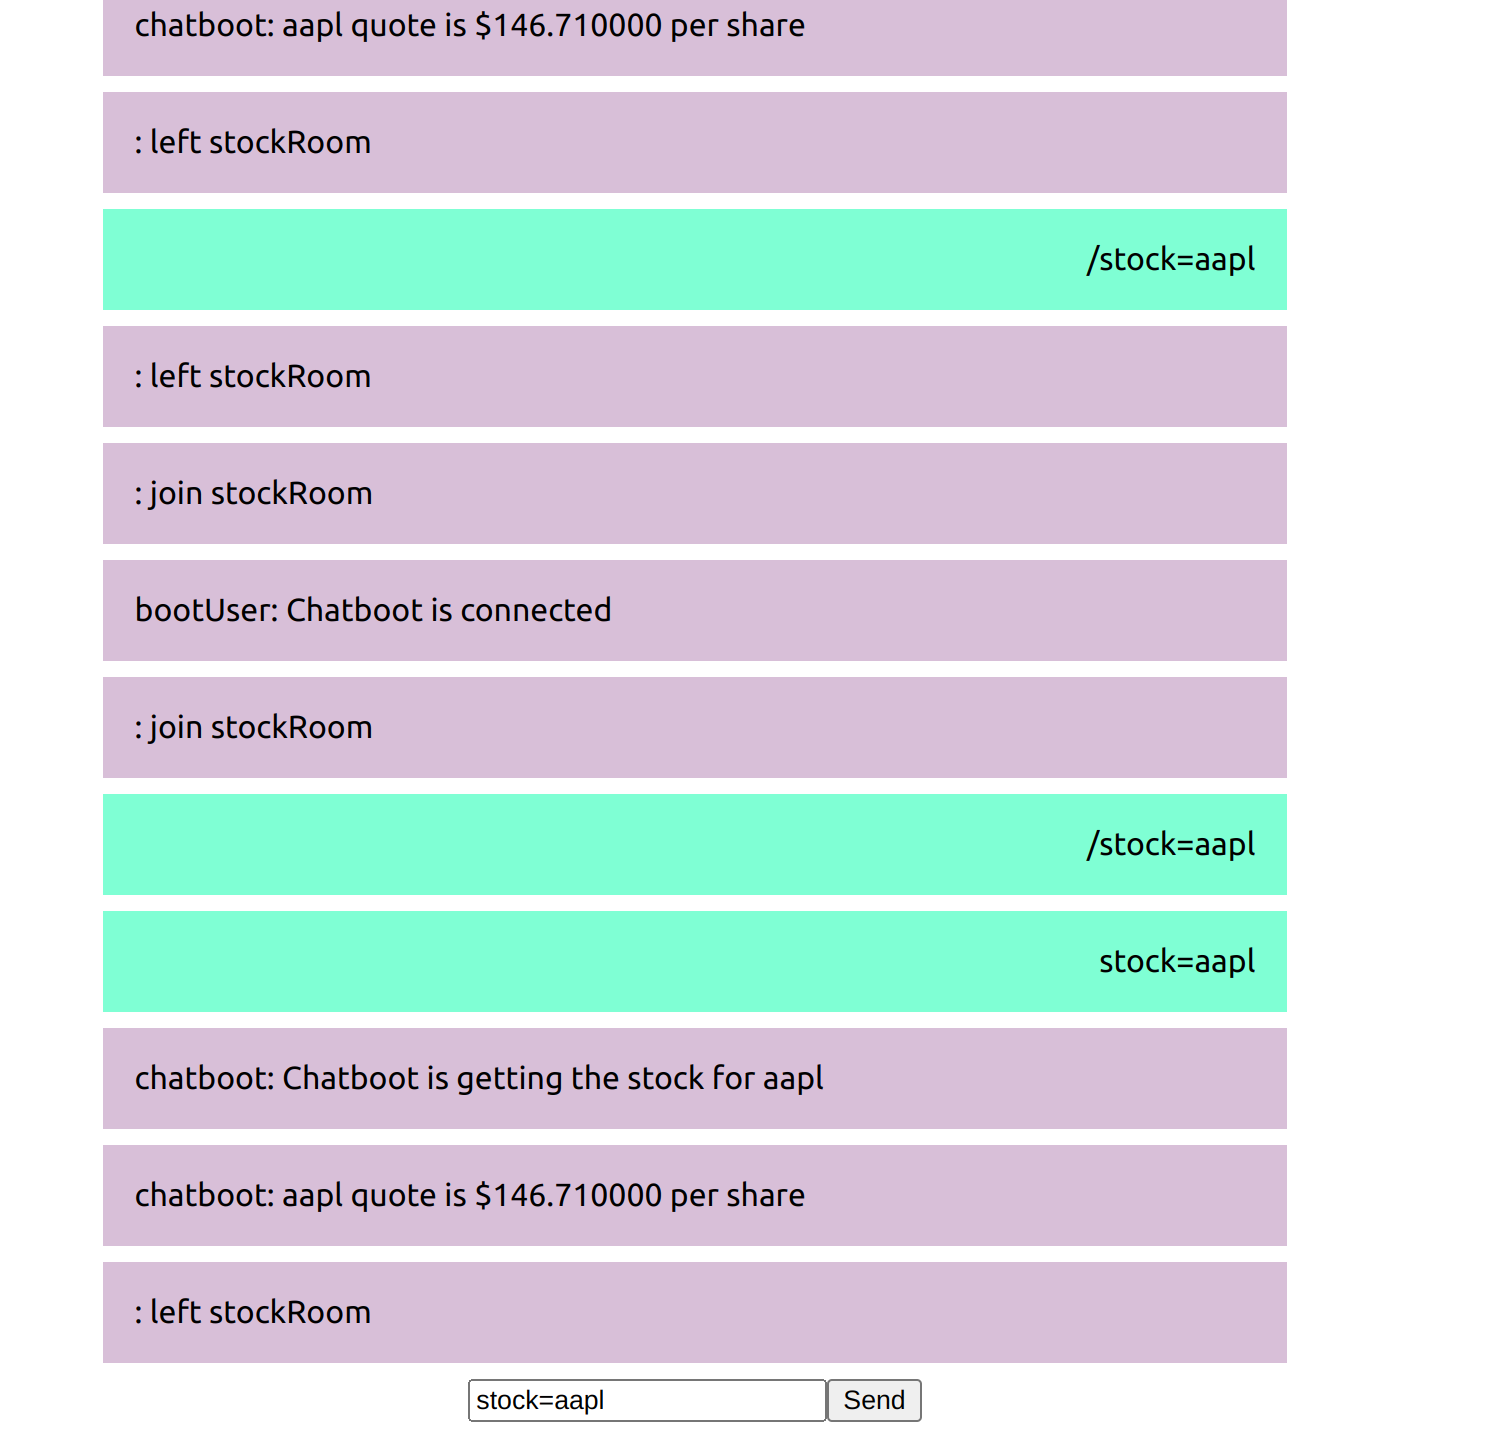 chatboot: aapl quote is $146.710000 per share
: left stockRoom
/stock=aapl
: left stockRoom
: join stockRoom
bootUser: Chatboot is connected
: join stockRoom
/stock=aapl
stock=aapl
chatboot: Chatboot is getting the stock for aapl
chatboot: aapl quote is $146.710000 per share
: left stockRoom
stock=aapl Send